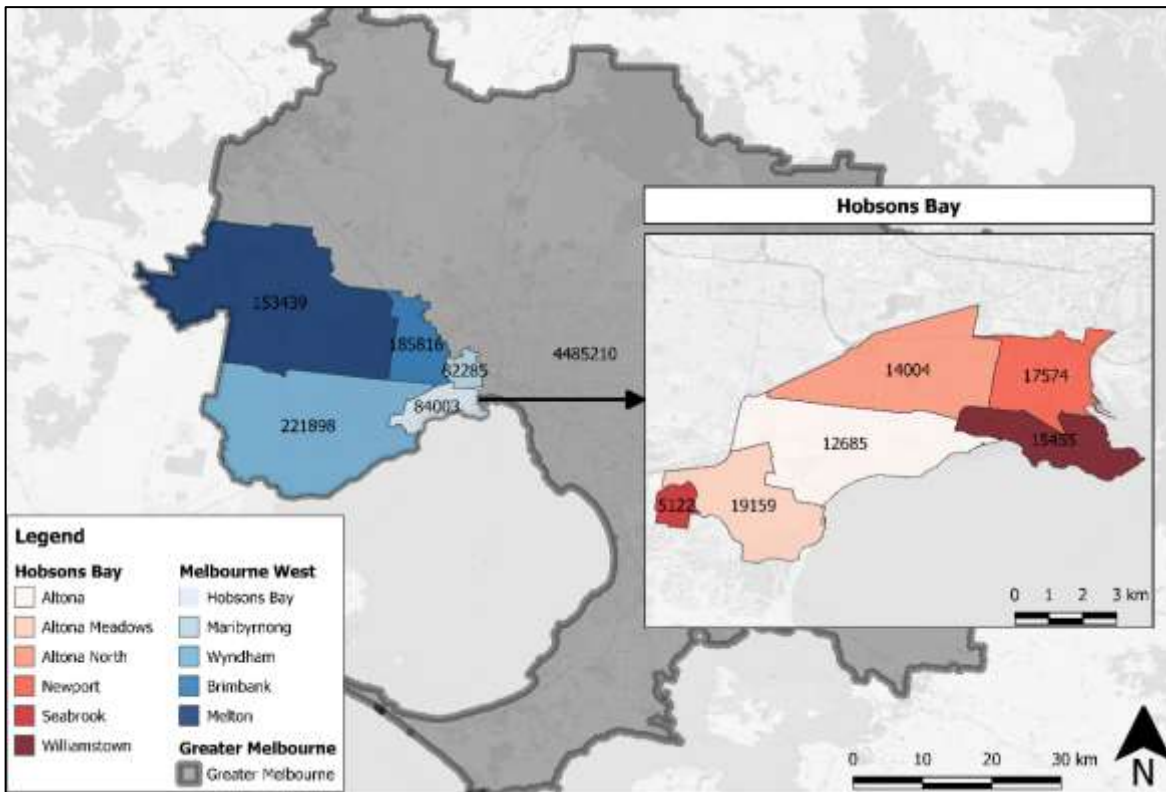 Hobsons Bay
153439
185816
82285
4485210
84003
221898
14004
17574
12685
15455
5122
19159
0 1 2 3 km
Legend
Hobsons Bay
Altona
Altona Meadows
Altona North
Newport
Seabrook
Williamstown
Melbourne West
Hobsons Bay
Maribyrnong
Wyndham
Brimbank
Melton
Greater Melbourne
Greater Melbourne
0 10 20 30 km
N